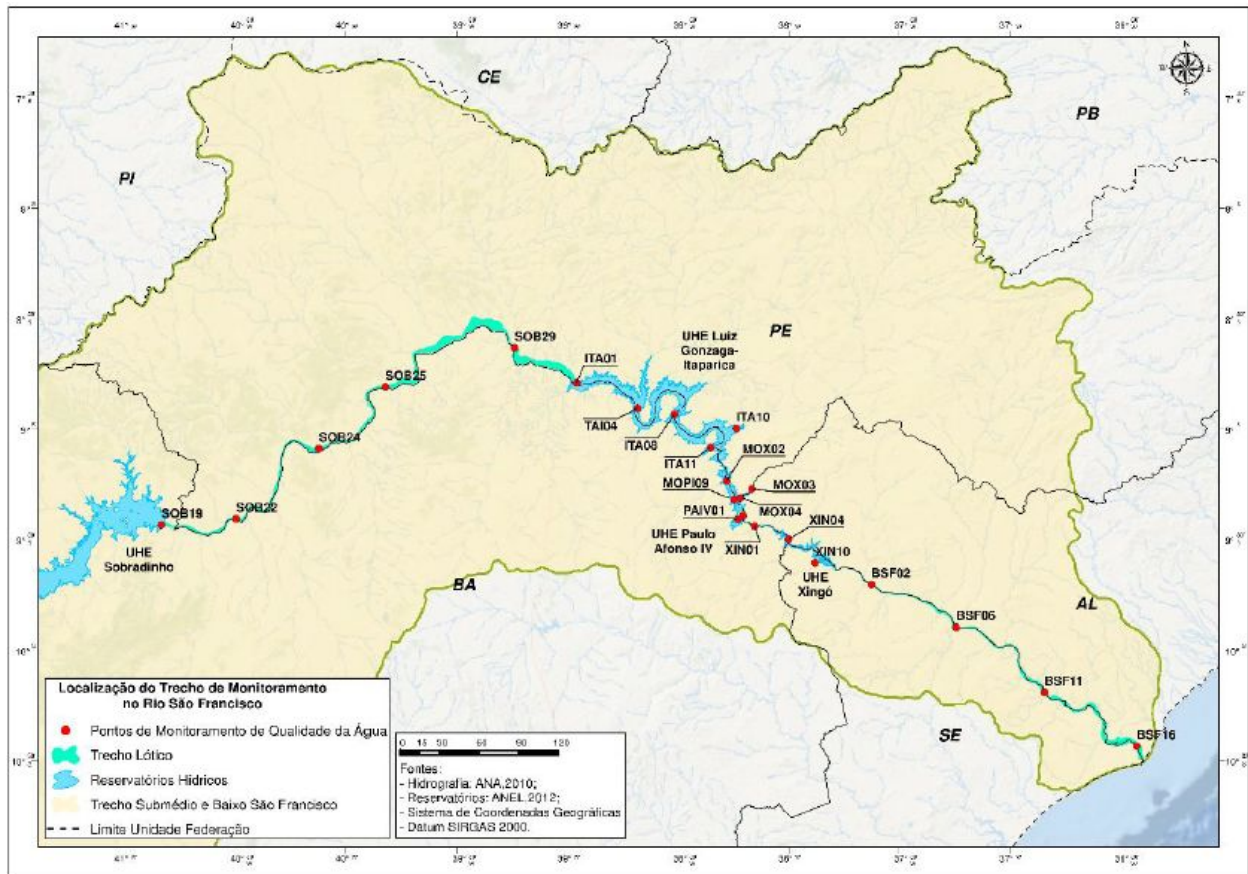 CE
PB
PI
PE
SOB29
ITA01
UHE Luiz
Gonzaga-
Itaparica
SOB25
TAI04
ITA08
ITA10
SOB24
ITA11
MOX02
MOPI09
MOX03
SOB19
SOB22
PAIV01
MOX04
UHE
Sobradinho
UHE Paulo
Afonso IV
XIN04
XIN01
XIN10
UHE
Xingó
BSF02
BA
AL
BSF06
BSF11
SE
BSF16
Localização do Trecho de Monitoramento
no Rio São Francisco
Pontos de Monitoramento de Qualidade da Água
Trecho Lótico
Reservatórios Hídricos
Trecho Submédio e Baixo São Francisco
Limite Unidade Federação
0 15 30 60 90 120
Fontes:
- Hidrografia: ANA,2010;
- Reservatórios: ANEL,2012;
- Sistema de Coordenadas Geográficas
- Datum SIRGAS 2000.